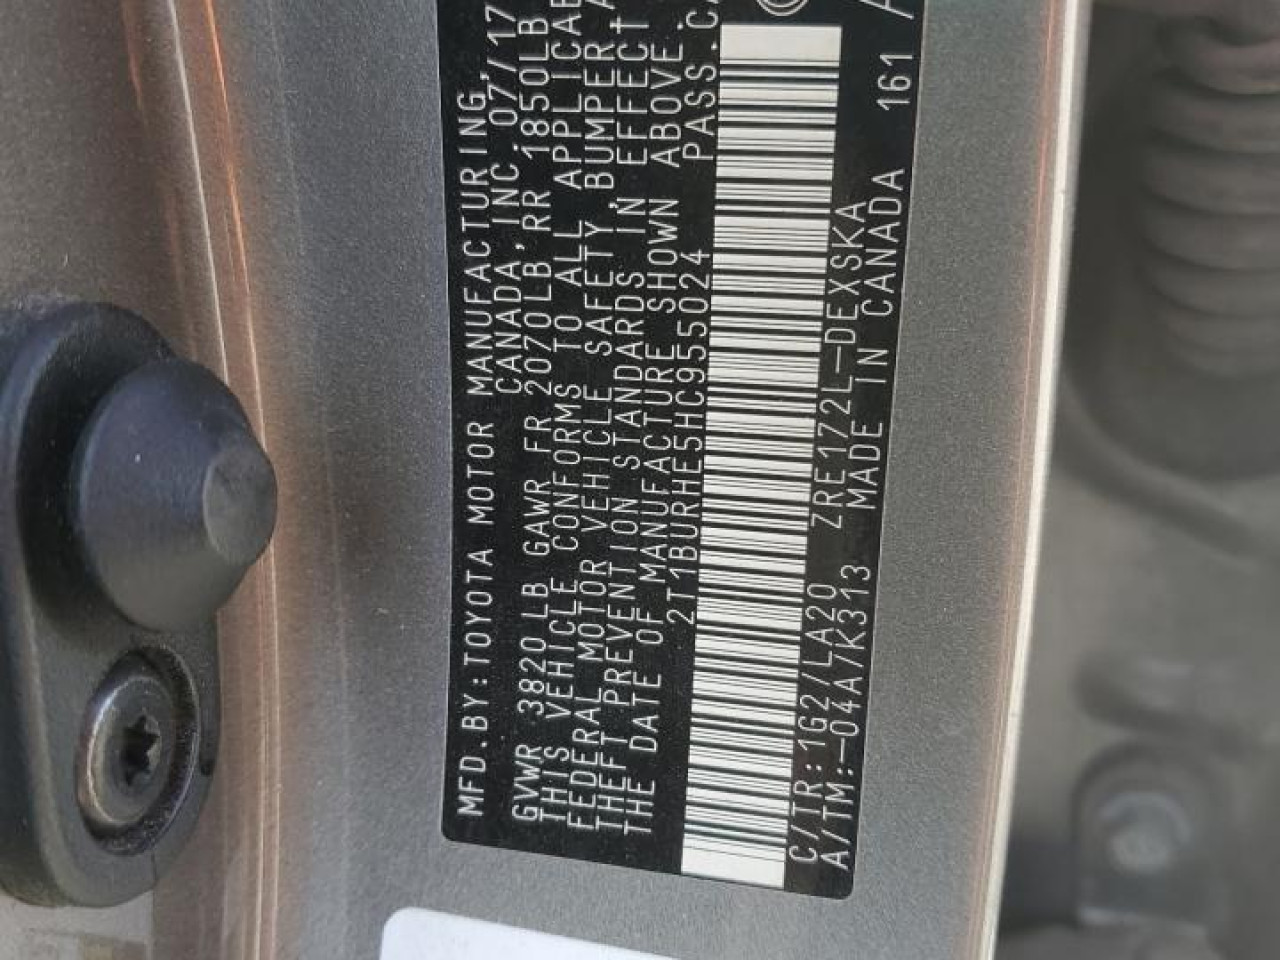 MFD.BY:TOYOTA MOTOR MANUFACTURING,
CANADA,INC. 07/17
GVWR 3820LB GAWR FR 2070LB RR 1850LB
THIS VEHICLE CONFORMS TO ALL APPLICAB
FEDERAL MOTOR VEHICLE SAFETY,BUMPER A
THEFT PREVENTION STANDARDS IN EFFECT
THE DATE OF MANUFACTURE SHOWN ABOVE.
2T1BURHE5HC955024 PASS.CA
C/TR:1G2/LA20 ZRE172L-DEXSKA
A/TM:-04A/K313 MADE IN CANADA 161